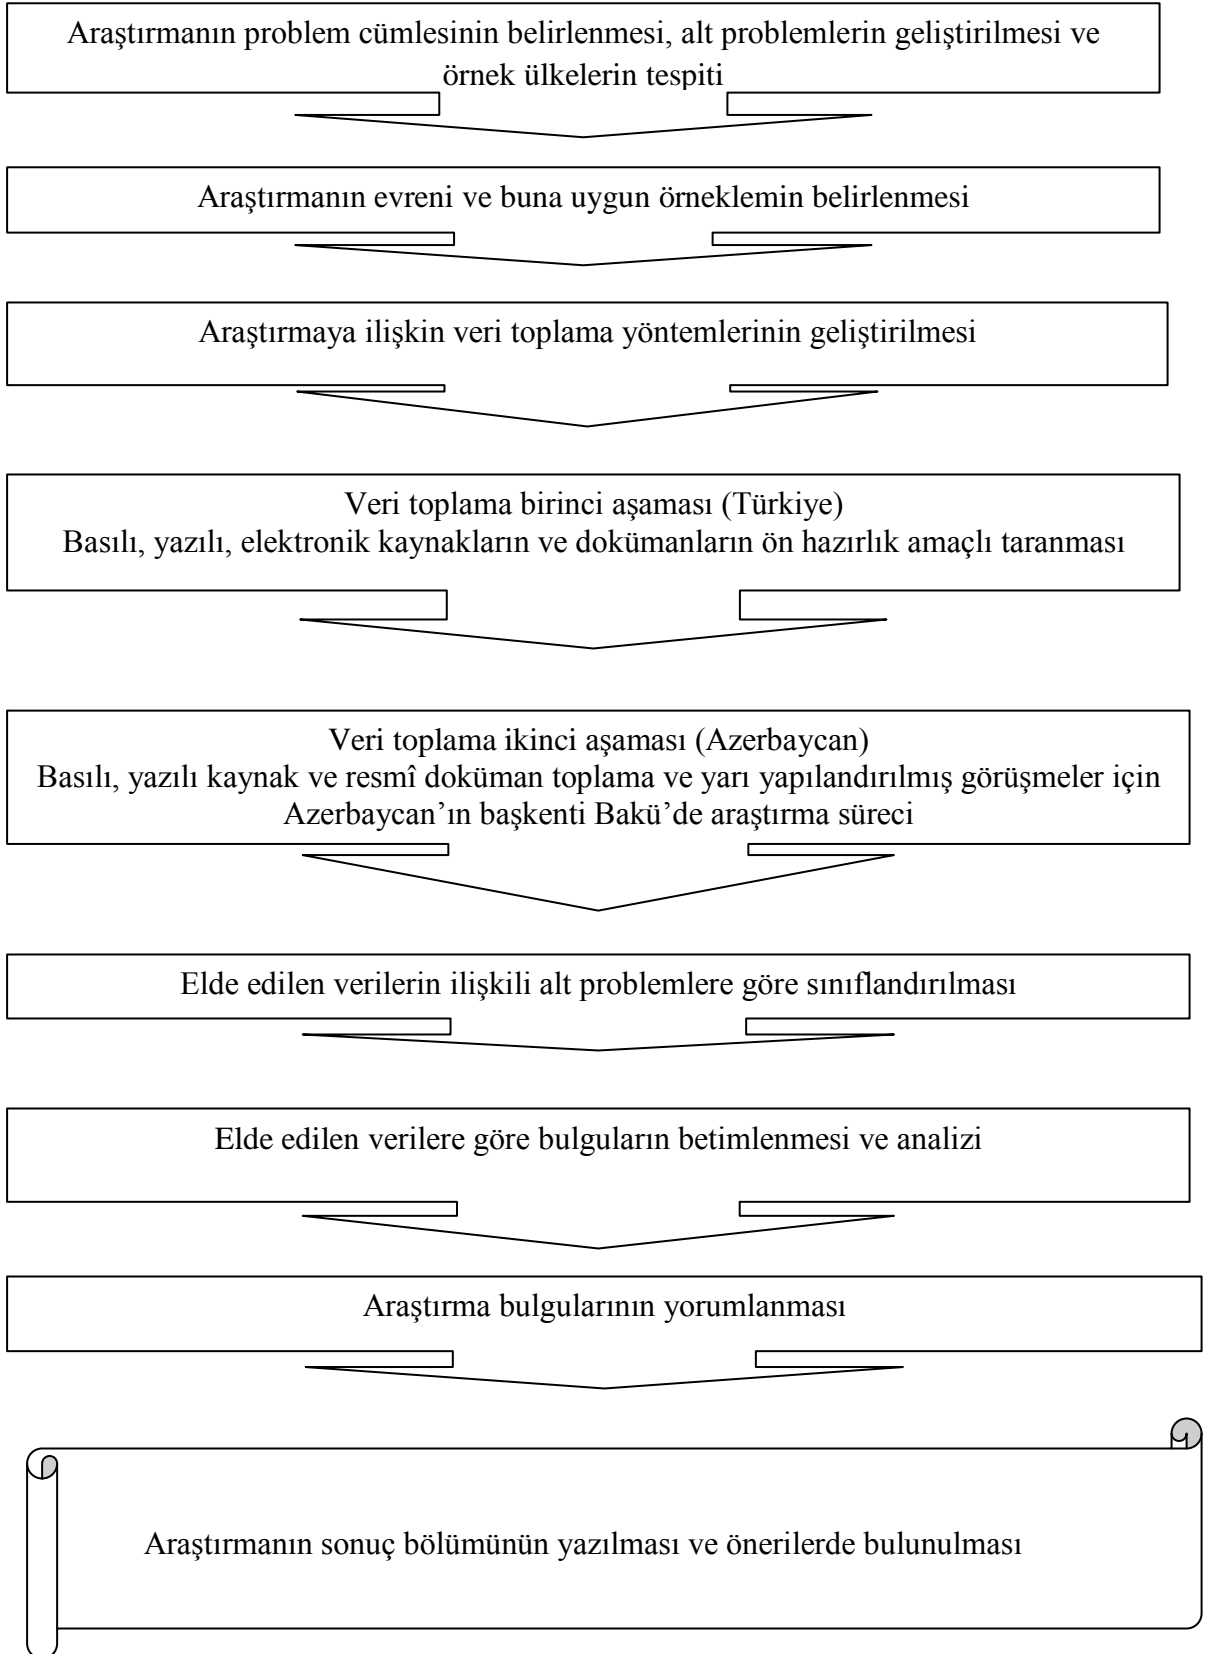 Araştırmanın problem cümlesinin belirlenmesi, alt problemlerin geliştirilmesi ve
örnek ülkelerin tespiti
Araştırmanın evreni ve buna uygun örneklemin belirlenmesi
Araştırmaya ilişkin veri toplama yöntemlerinin geliştirilmesi
Veri toplama birinci aşaması (Türkiye)
Basılı, yazılı, elektronik kaynakların ve dokümanların ön hazırlık amaçlı taranması
Veri toplama ikinci aşaması (Azerbaycan)
Basılı, yazılı kaynak ve resmî doküman toplama ve yarı yapılandırılmış görüşmeler için
Azerbaycan’ın başkenti Bakü’de araştırma süreci
Elde edilen verilerin ilişkili alt problemlere göre sınıflandırılması
Elde edilen verilere göre bulguların betimlenmesi ve analizi
Araştırma bulgularının yorumlanması
Araştırmanın sonuç bölümünün yazılması ve önerilerde bulunulması